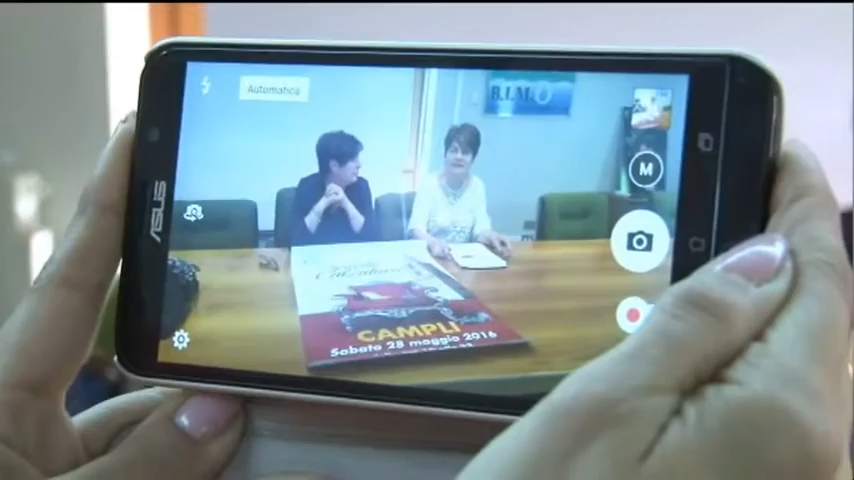 Automatica
B.I.M.
M
ASUS
CAMPLI
Sabato 28 maggio 2016